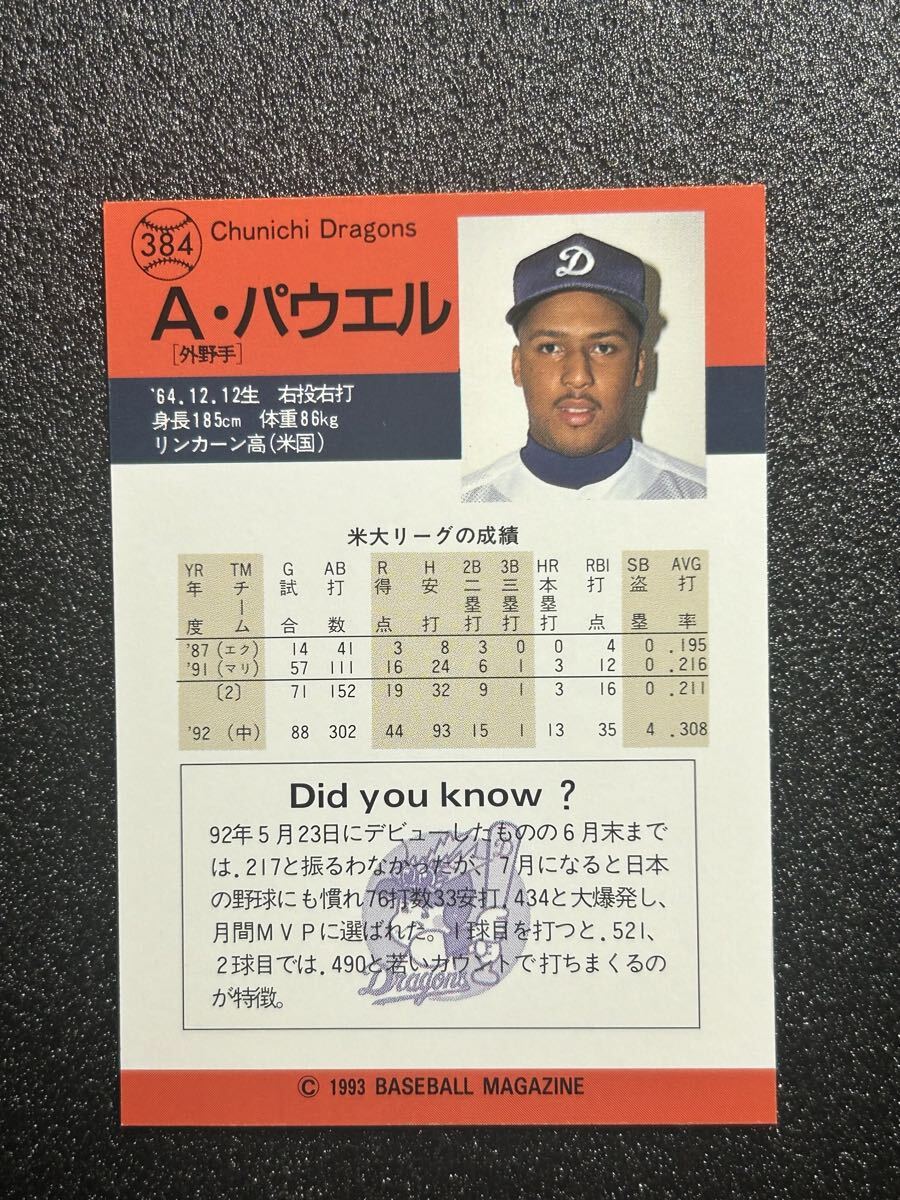 384
Chunichi Dragons
A・パウエル
[外野手]
D
'64.12.12生 右投右打
身長185cm 体重86kg
リンカーン高(米国)
米大リーグの成績
YR TM G AB R H 2B 3B HR RBI SB AVG
年度 チーム 試合 打数 得点 安打 二塁打 三塁打 本塁打 打点 盗塁 打率
'87 (エク) 14 41 3 8 3 0 0 4 0 .195
'91 (マリ) 57 111 16 24 6 1 3 12 0 .216
〔2〕 71 152 19 32 9 1 3 16 0 .211
'92 (中) 88 302 44 93 15 1 13 35 4 .308
Did you know ?
92年5月23日にデビューしたものの6月末まで
は.217と振るわなかったが、7月になると日本
の野球にも慣れ76打数33安打.434と大爆発し、
月間MVPに選ばれた。1球目を打つと.521、
2球目では.490と若いカウントで打ちまくるの
が特徴。
Dragons
© 1993 BASEBALL MAGAZINE